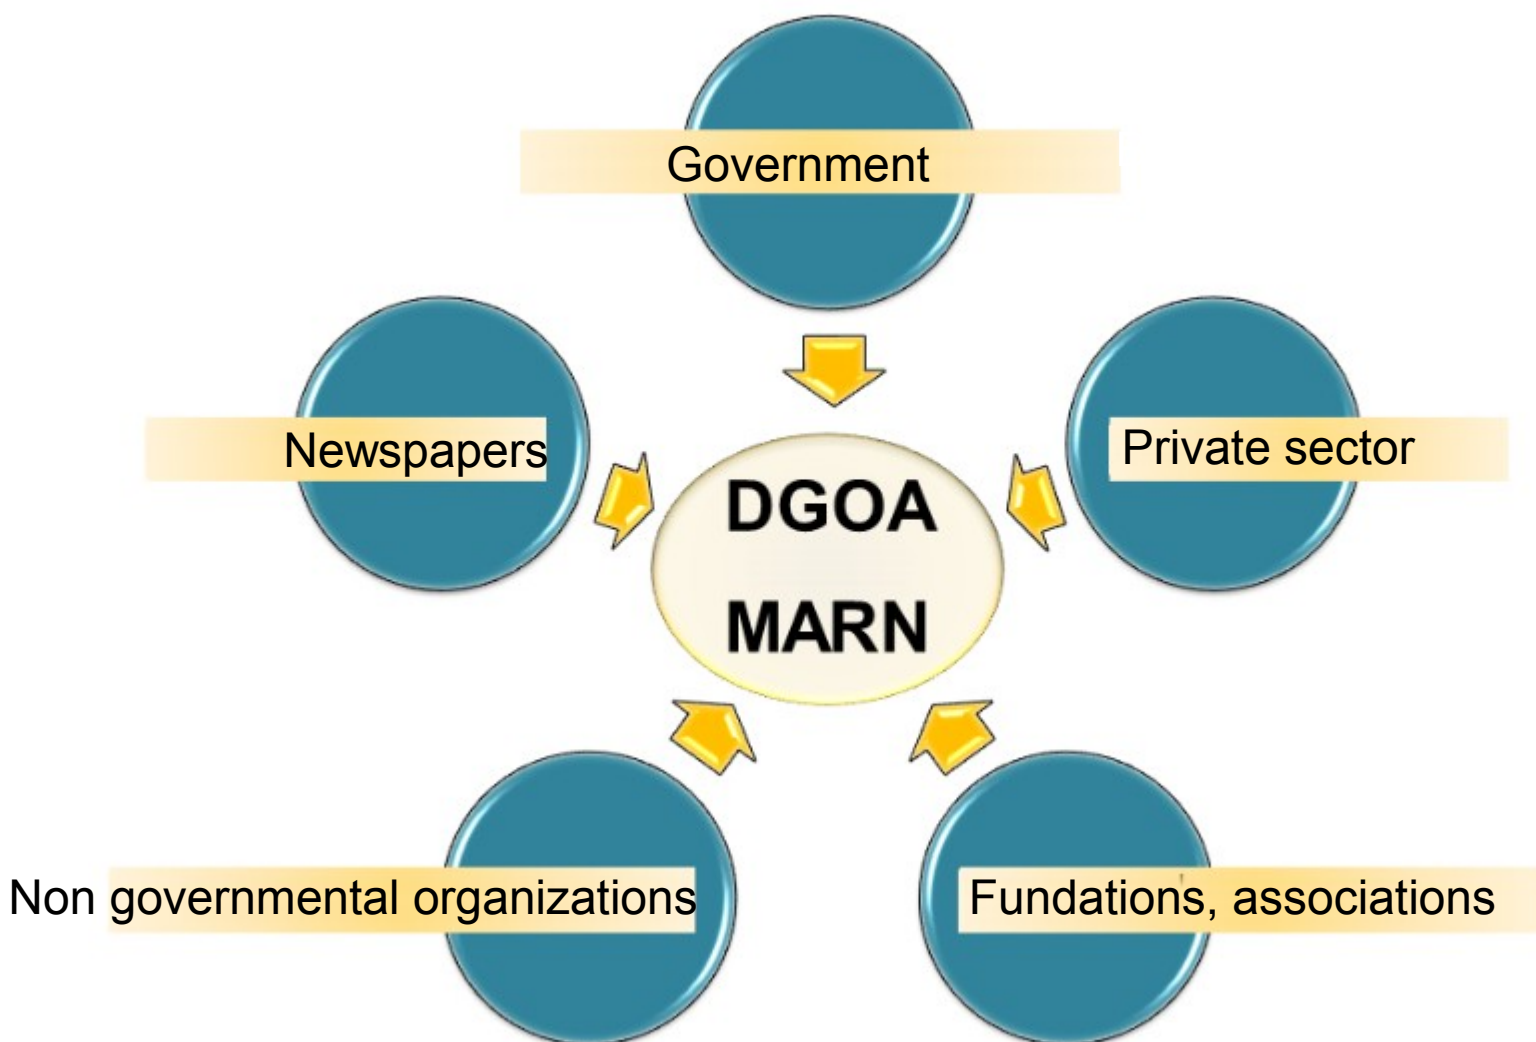 Government
Newspapers
Private sector
DGOA
MARN
Non governmental organizations
Fundations, associations